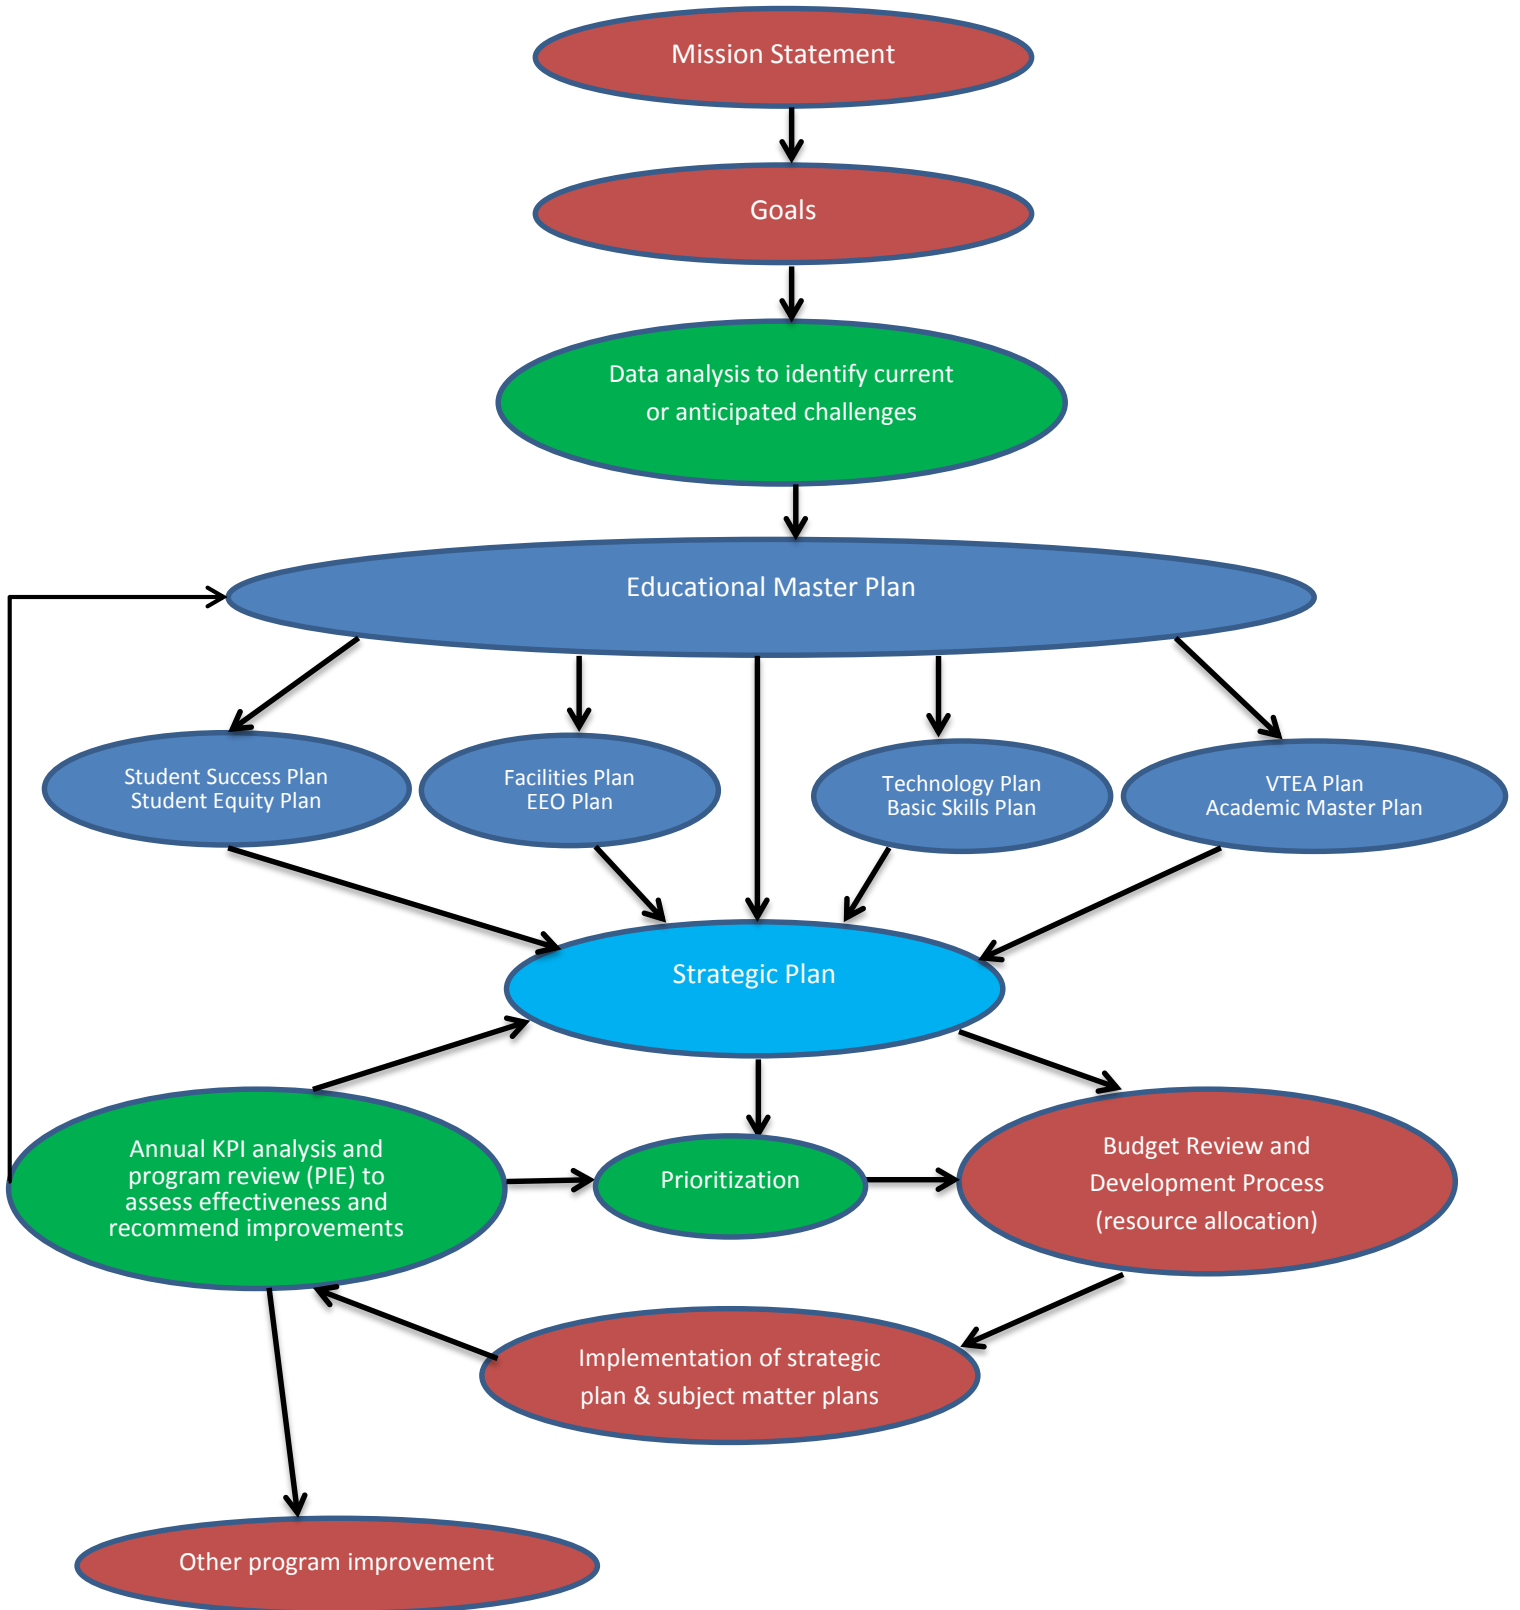 Mission Statement
Goals
Data analysis to identify current
or anticipated challenges
Educational Master Plan
Student Success Plan
Student Equity Plan
Facilities Plan
EEO Plan
Technology Plan
Basic Skills Plan
VTEA Plan
Academic Master Plan
Strategic Plan
Annual KPI analysis and
program review (PIE) to
assess effectiveness and
recommend improvements
Prioritization
Budget Review and
Development Process
(resource allocation)
Implementation of strategic
plan & subject matter plans
Other program improvement